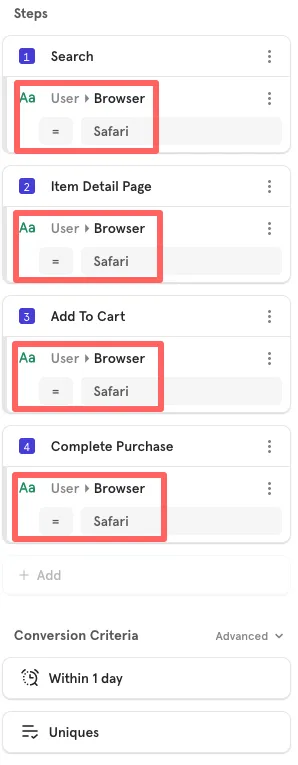 Steps
1 Search
Aa User Browser
= Safari
2 Item Detail Page
Aa User Browser
= Safari
3 Add To Cart
Aa User Browser
= Safari
4 Complete Purchase
Aa User Browser
= Safari
+ Add
Conversion Criteria Advanced
Within 1 day
Uniques